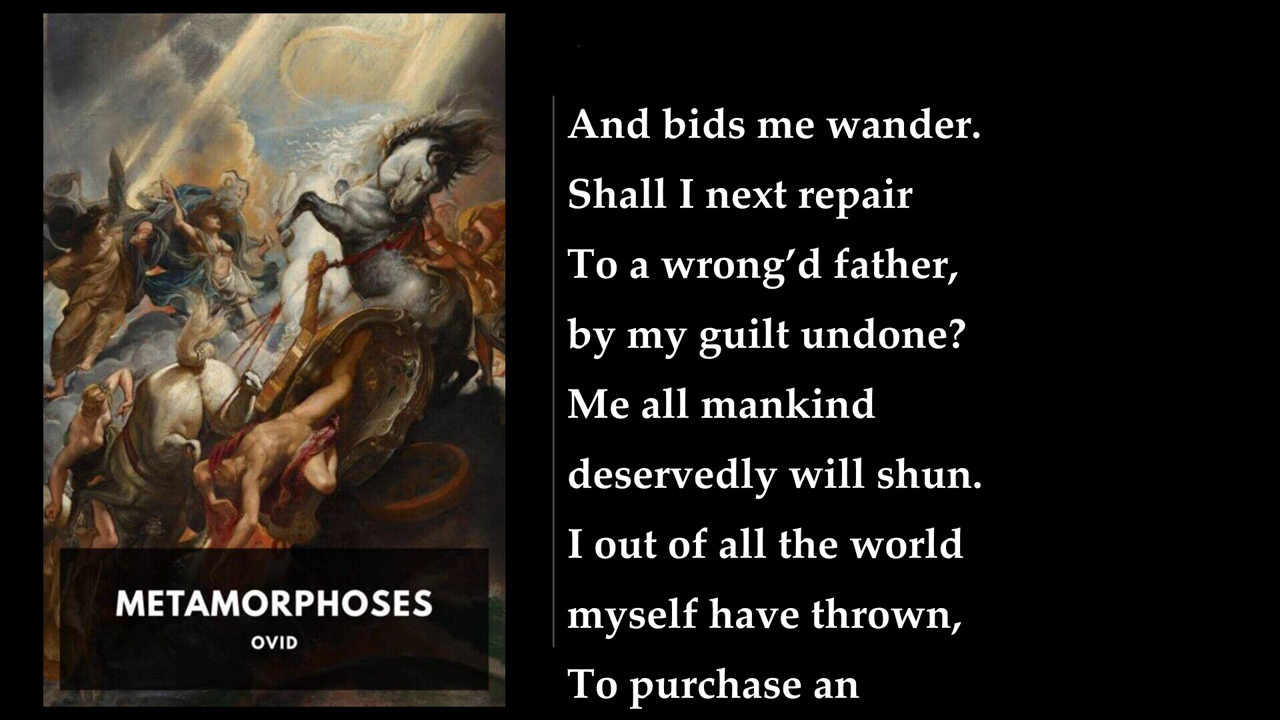 METAMORPHOSES
OVID
And bids me wander.
Shall I next repair
To a wrong’d father,
by my guilt undone?
Me all mankind
deservedly will shun.
I out of all the world
myself have thrown,
To purchase an